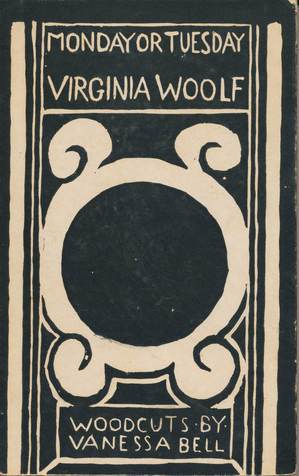 MONDAY OR TUESDAY
VIRGINIA WOOLF
WOODCUTS · BY ·
VANESSA BELL